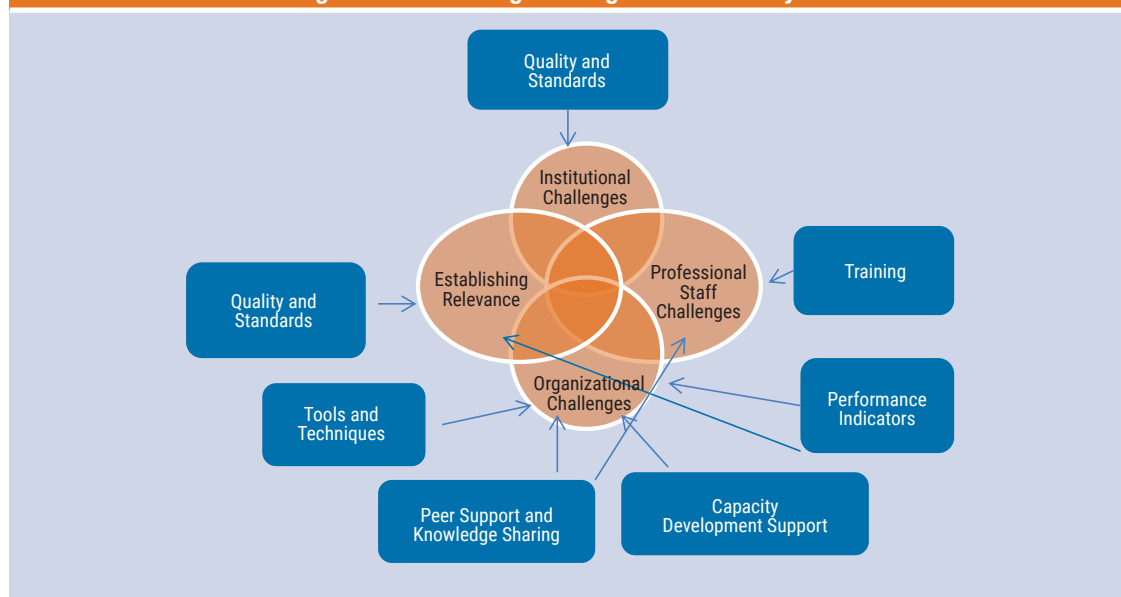 Quality and
Standards
Institutional
Challenges
Establishing
Relevance
Professional
Staff
Challenges
Training
Quality and
Standards
Organizational
Challenges
Tools and
Techniques
Performance
Indicators
Peer Support and
Knowledge Sharing
Capacity
Development Support